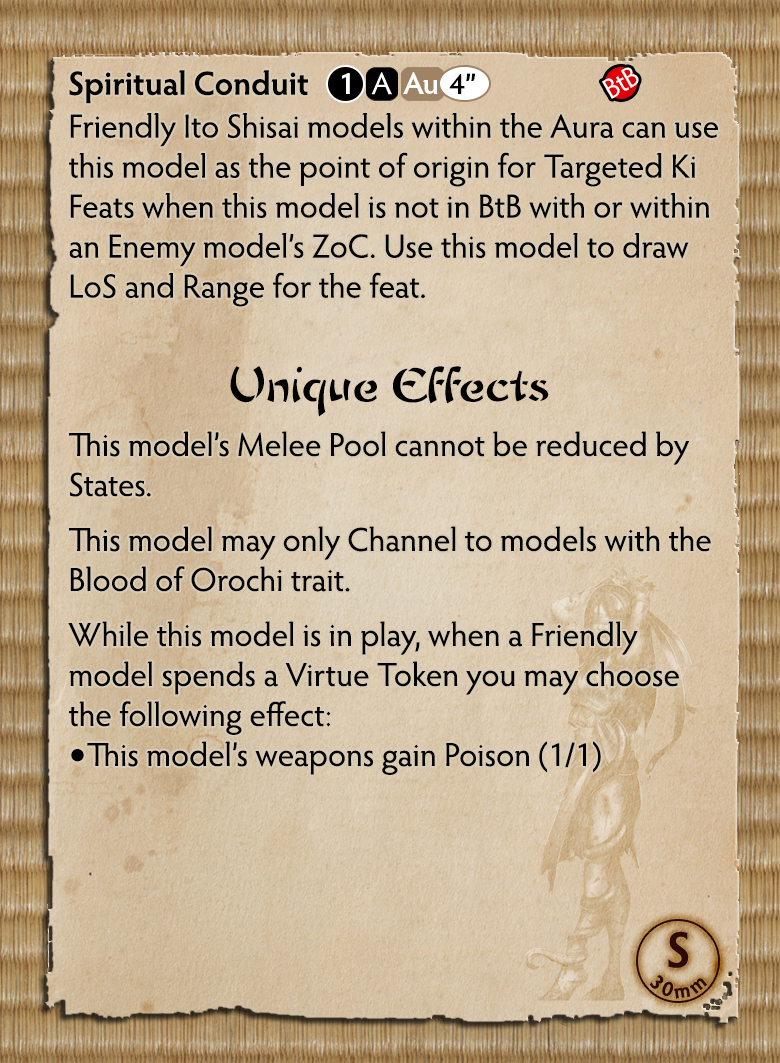 Spiritual Conduit 1 A Au 4" BtB
Friendly Ito Shisai models within the Aura can use
this model as the point of origin for Targeted Ki
Feats when this model is not in BtB with or within
an Enemy model's ZoC. Use this model to draw
LoS and Range for the feat.
Unique Effects
This model's Melee Pool cannot be reduced by
States.
This model may only Channel to models with the
Blood of Orochi trait.
While this model is in play, when a Friendly
model spends a Virtue Token you may choose
the following effect:
•This model's weapons gain Poison (1/1)
S
30mm